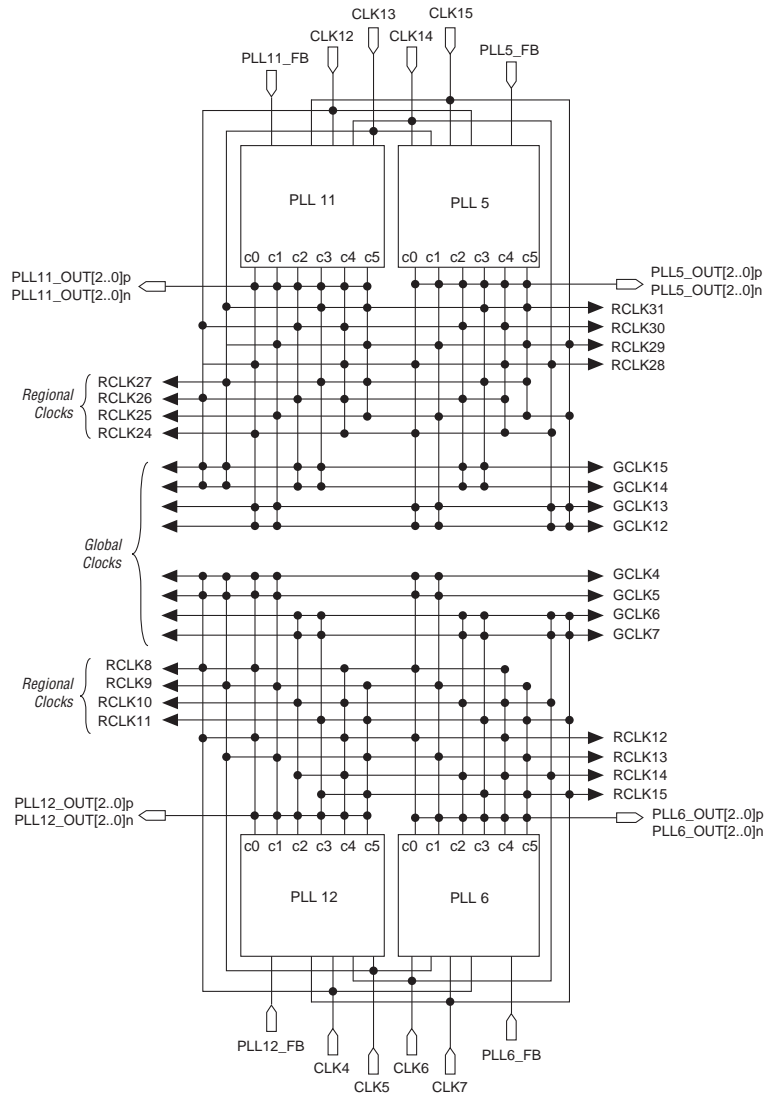 CLK13 CLK15
CLK12 CLK14
PLL11_FB PLL5_FB
PLL 11 PLL 5
c0 c1 c2 c3 c4 c5 c0 c1 c2 c3 c4 c5
PLL11_OUT[2..0]p PLL5_OUT[2..0]p
PLL11_OUT[2..0]n PLL5_OUT[2..0]n
RCLK31
RCLK30
RCLK29
RCLK28
Regional
Clocks
RCLK27
RCLK26
RCLK25
RCLK24
GCLK15
GCLK14
GCLK13
GCLK12
Global
Clocks
GCLK4
GCLK5
GCLK6
GCLK7
Regional
Clocks
RCLK8
RCLK9
RCLK10
RCLK11
RCLK12
RCLK13
RCLK14
RCLK15
PLL12_OUT[2..0]p PLL6_OUT[2..0]p
PLL12_OUT[2..0]n PLL6_OUT[2..0]n
c0 c1 c2 c3 c4 c5 c0 c1 c2 c3 c4 c5
PLL 12 PLL 6
PLL12_FB PLL6_FB
CLK4 CLK6
CLK5 CLK7